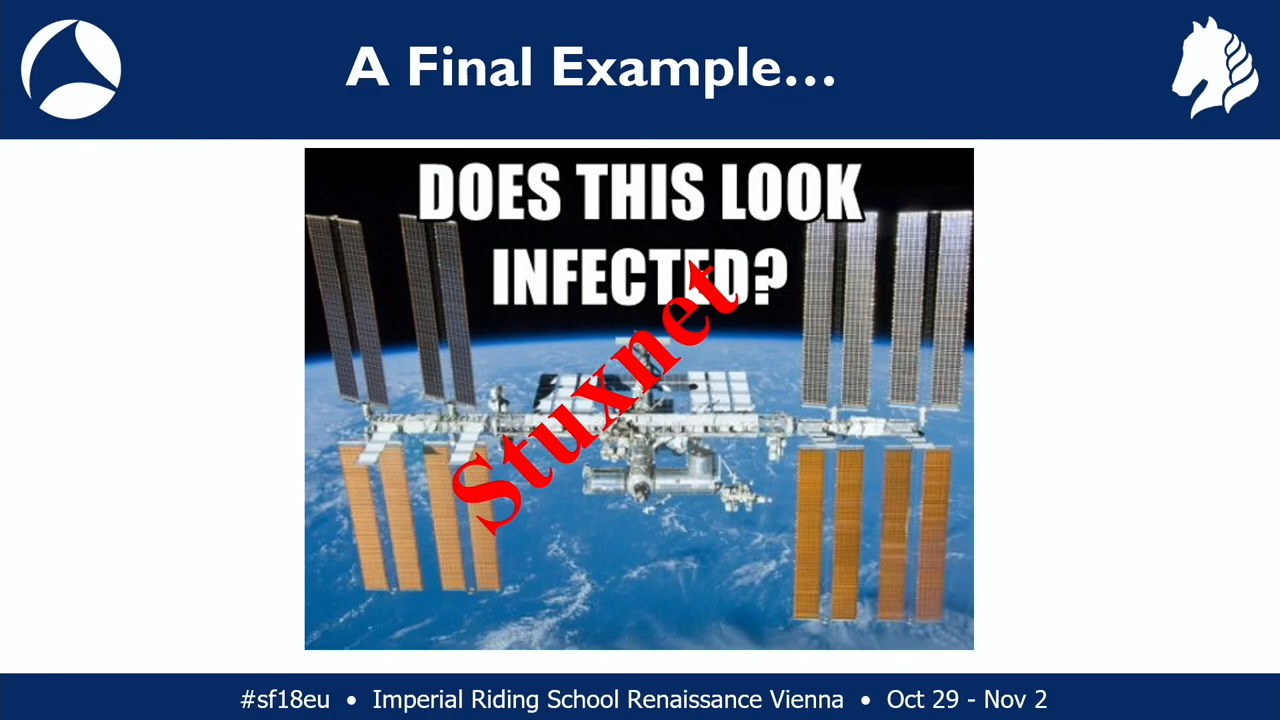 A Final Example...
DOES THIS LOOK
INFECTED?
Stuxnet
#sf18eu • Imperial Riding School Renaissance Vienna • Oct 29 - Nov 2